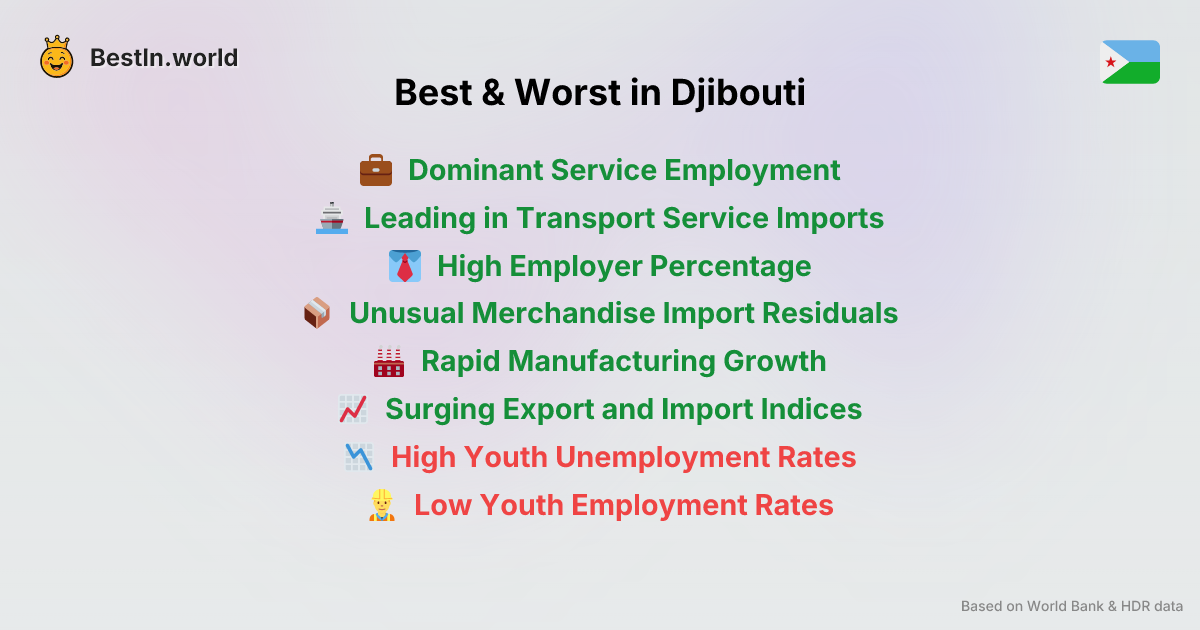 BestIn.world
Best & Worst in Djibouti
Dominant Service Employment
Leading in Transport Service Imports
High Employer Percentage
Unusual Merchandise Import Residuals
Rapid Manufacturing Growth
Surging Export and Import Indices
High Youth Unemployment Rates
Low Youth Employment Rates
Based on World Bank & HDR data